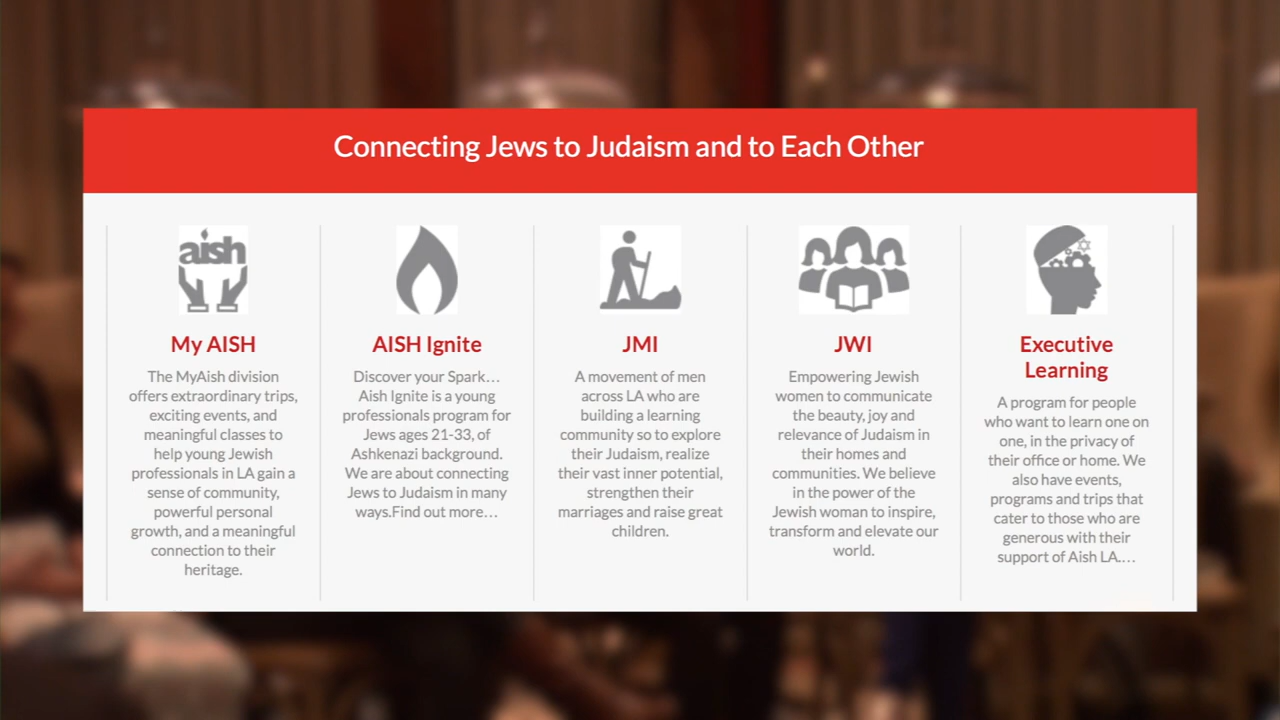 Connecting Jews to Judaism and to Each Other
aish
My AISH
The MyAish division
offers extraordinary trips,
exciting events, and
meaningful classes to
help young Jewish
professionals in LA gain a
sense of community,
powerful personal
growth, and a meaningful
connection to their
heritage.
AISH Ignite
Discover your Spark…
Aish Ignite is a young
professionals program for
Jews ages 21-33, of
Ashkenazi background.
We are about connecting
Jews to Judaism in many
ways.Find out more…
JMI
A movement of men
across LA who are
building a learning
community so to explore
their Judaism, realize
their vast inner potential,
strengthen their
marriages and raise great
children.
JWI
Empowering Jewish
women to communicate
the beauty, joy and
relevance of Judaism in
their homes and
communities. We believe
in the power of the
Jewish woman to inspire,
transform and elevate our
world.
Executive
Learning
A program for people
who want to learn one on
one, in the privacy of
their office or home. We
also have events,
programs and trips that
cater to those who are
generous with their
support of Aish LA.…